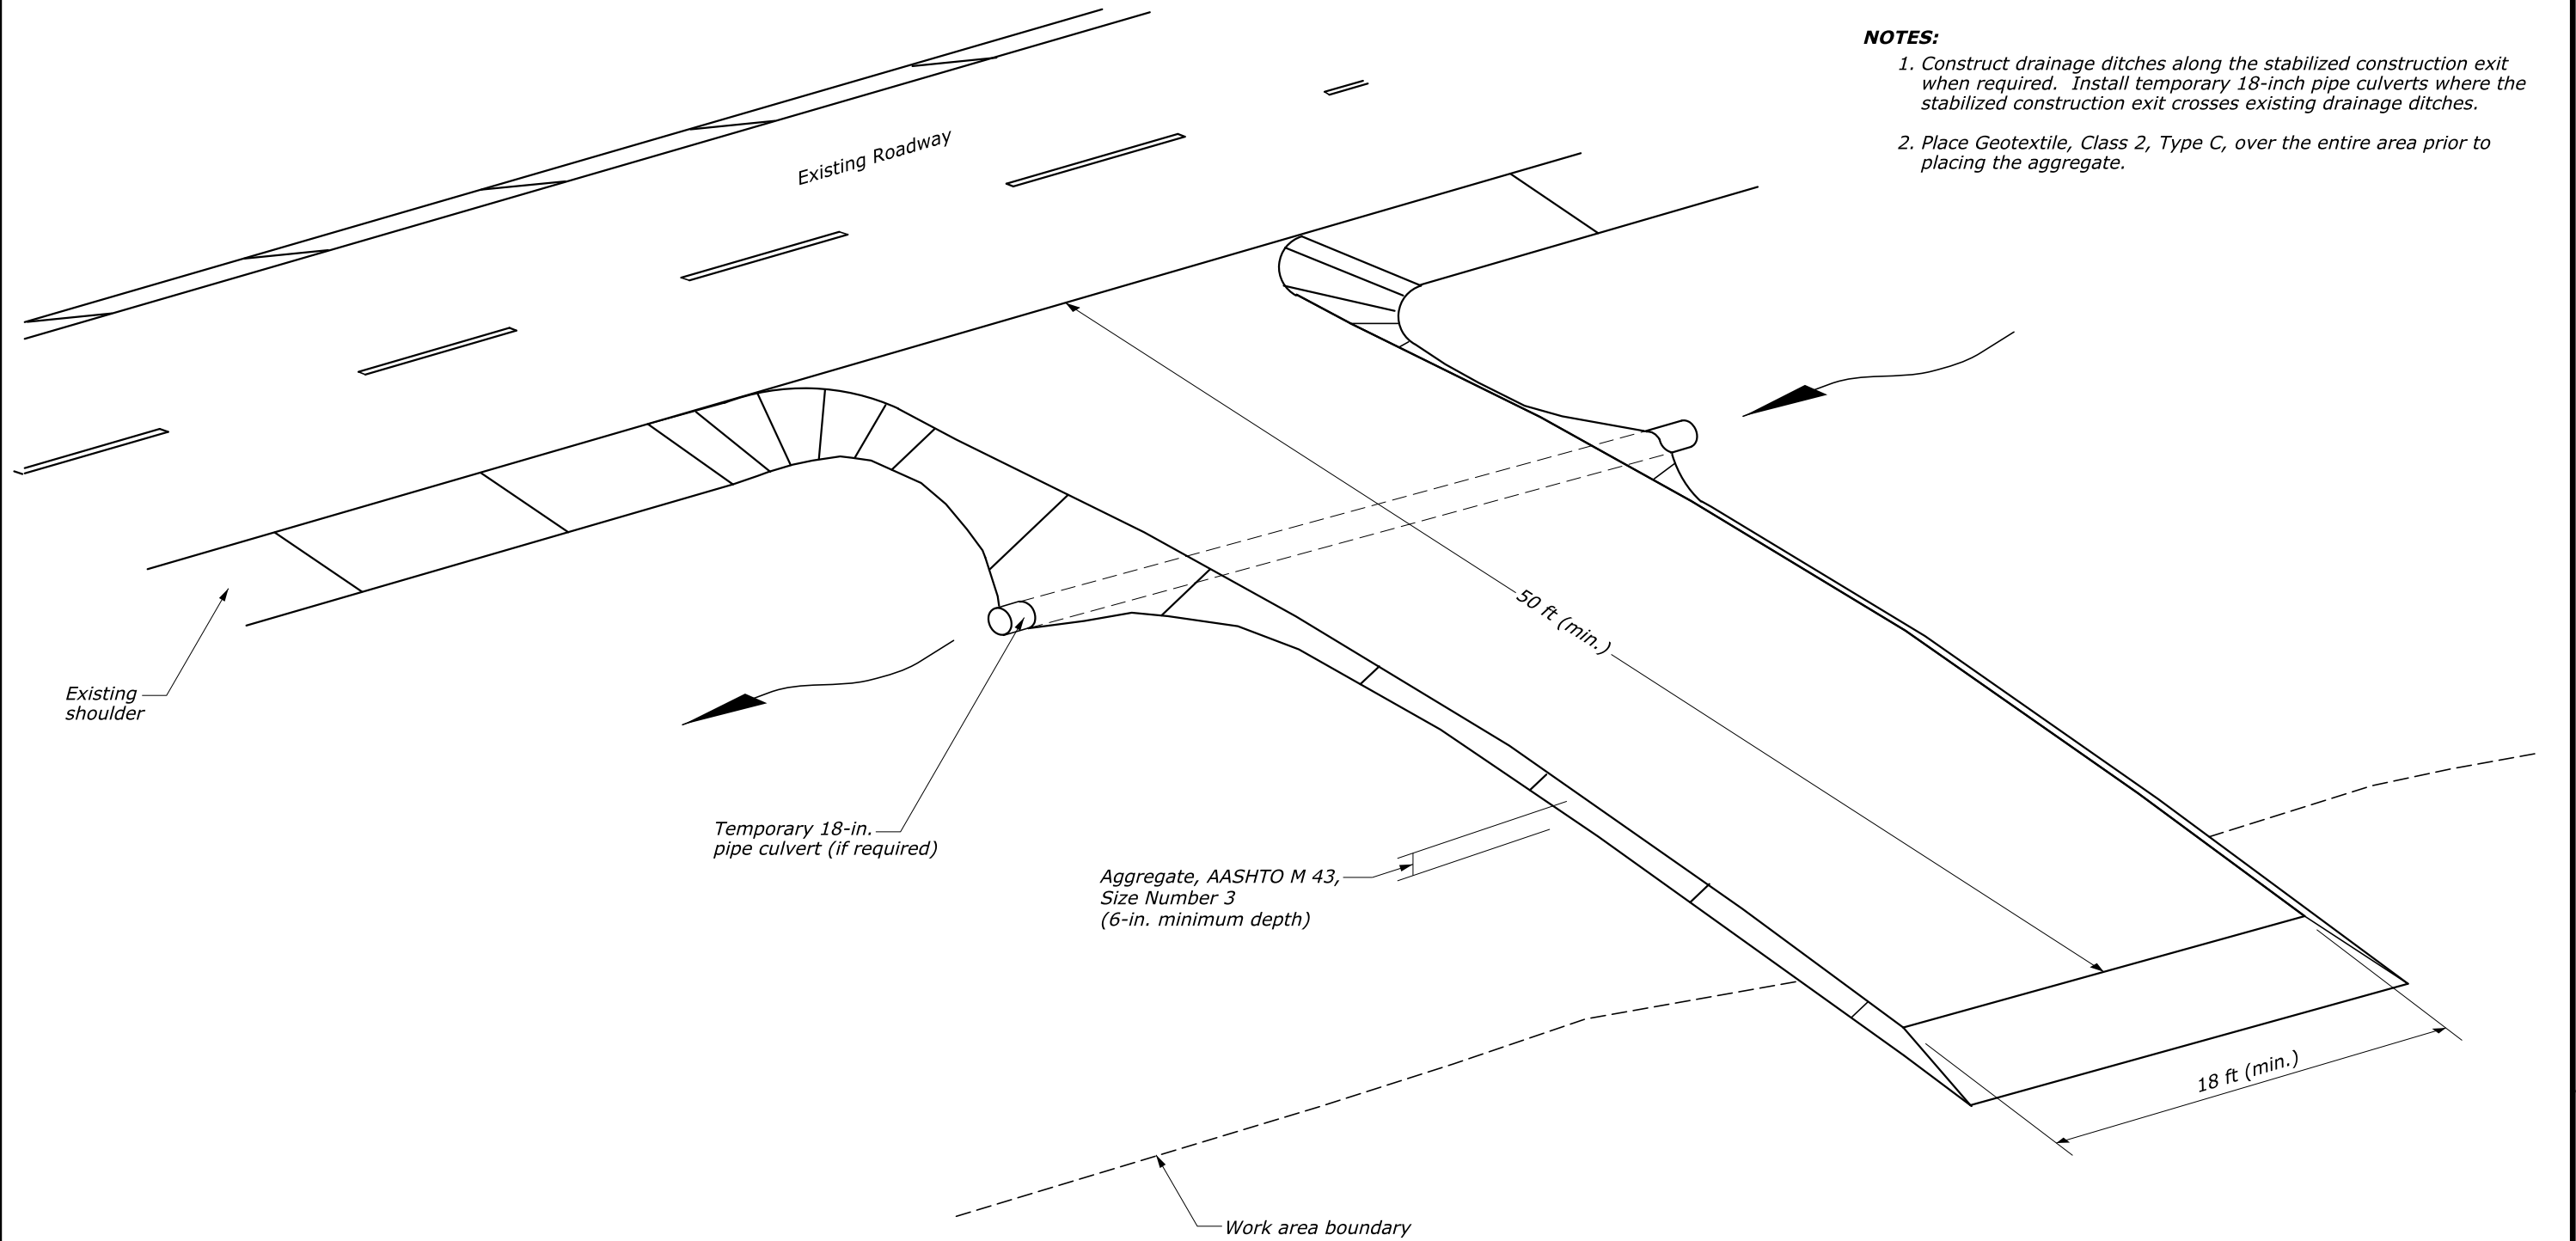 NOTES:
1. Construct drainage ditches along the stabilized construction exit
when required. Install temporary 18-inch pipe culverts where the
stabilized construction exit crosses existing drainage ditches.
2. Place Geotextile, Class 2, Type C, over the entire area prior to
placing the aggregate.
Existing Roadway
50 ft (min.)
Existing
shoulder
Temporary 18-in.
pipe culvert (if required)
Aggregate, AASHTO M 43,
Size Number 3
(6-in. minimum depth)
18 ft (min.)
Work area boundary